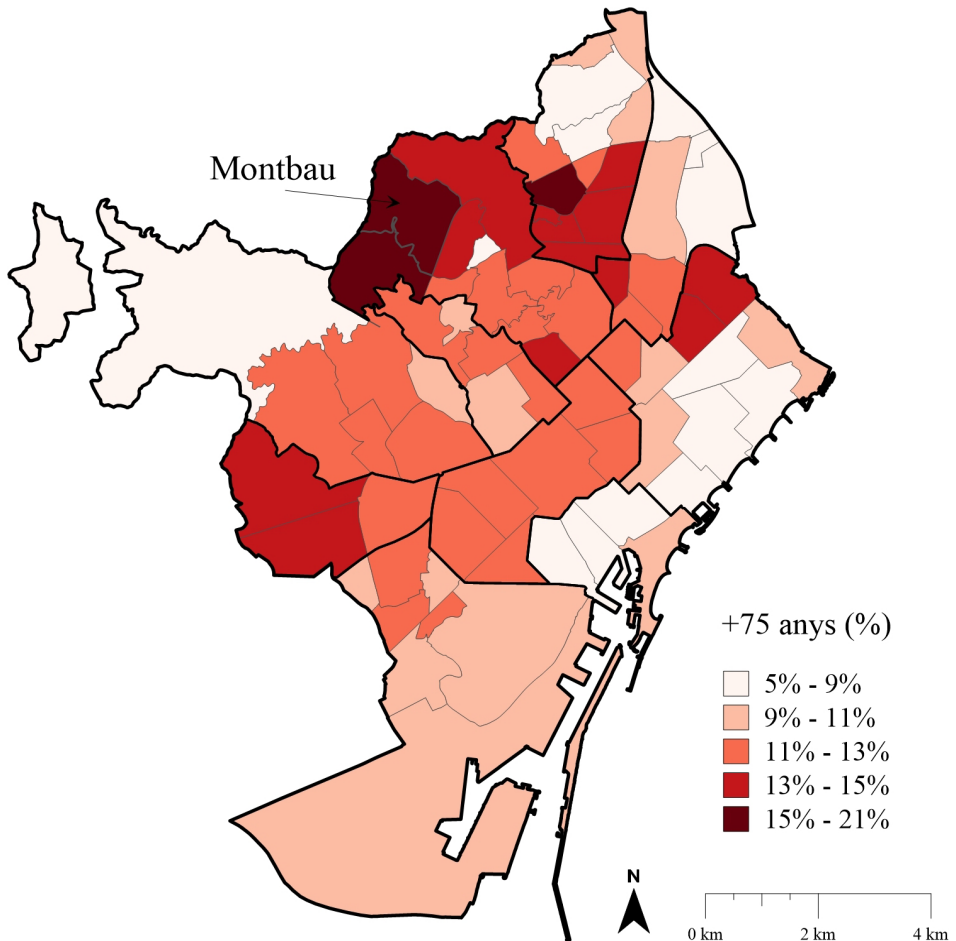 Montbau
+75 anys (%)
5% - 9%
9% - 11%
11% - 13%
13% - 15%
15% - 21%
N
0 km 2 km 4 km